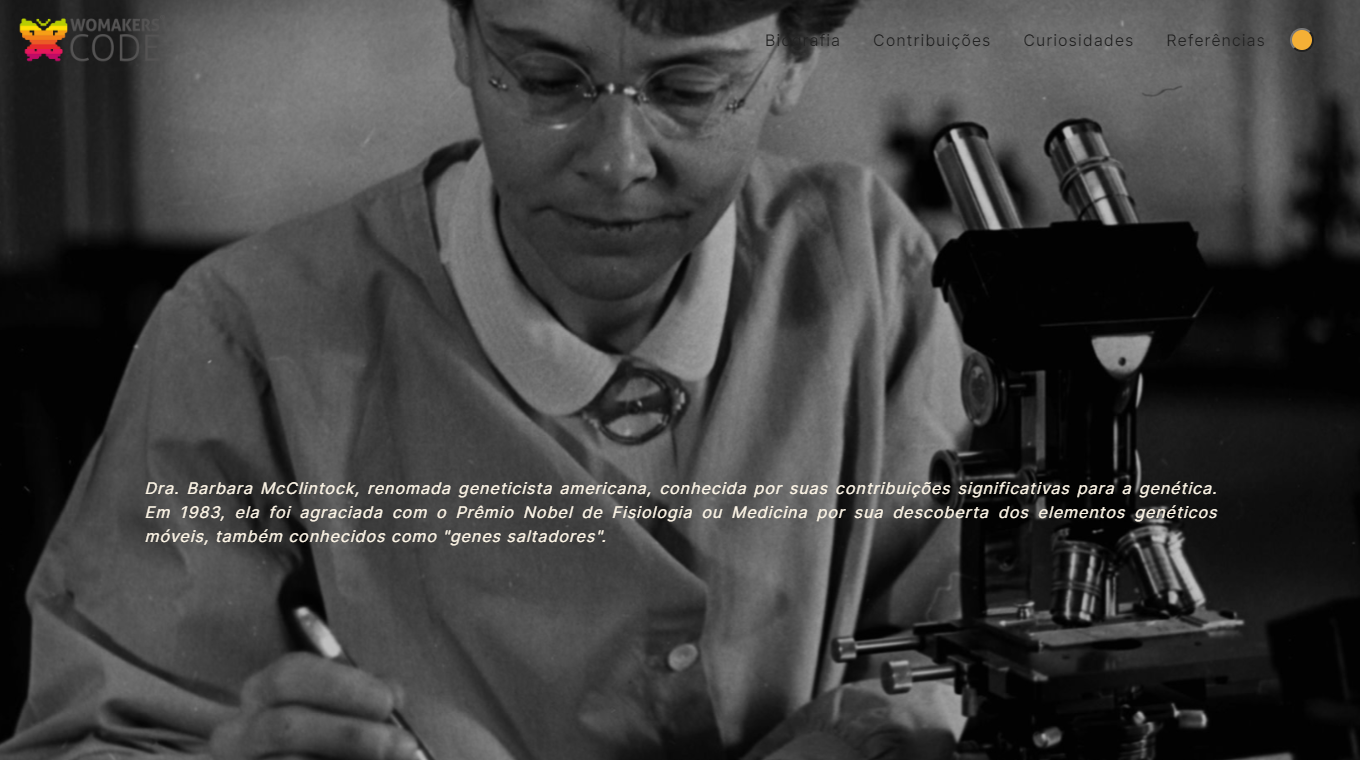 WOMAKERS
CODE
Biografia Contribuições Curiosidades Referências
Dra. Barbara McClintock, renomada geneticista americana, conhecida por suas contribuições significativas para a genética.
Em 1983, ela foi agraciada com o Prêmio Nobel de Fisiologia ou Medicina por sua descoberta dos elementos genéticos
móveis, também conhecidos como "genes saltadores".